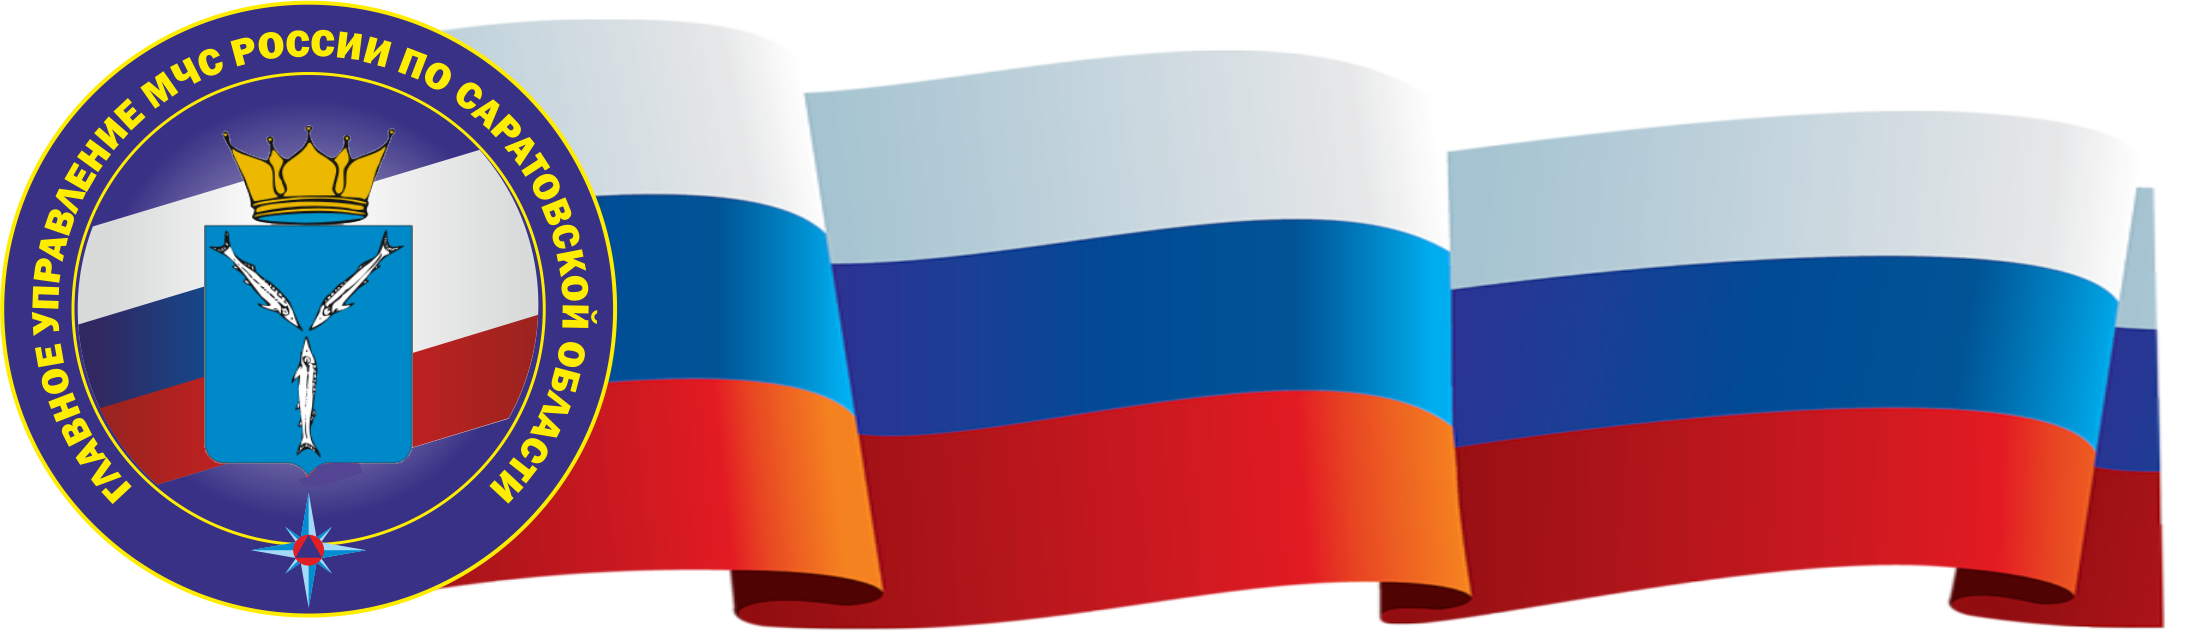 ГЛАВНОЕ УПРАВЛЕНИЕ МЧС РОССИИ ПО САРАТОВСКОЙ ОБЛАСТИ